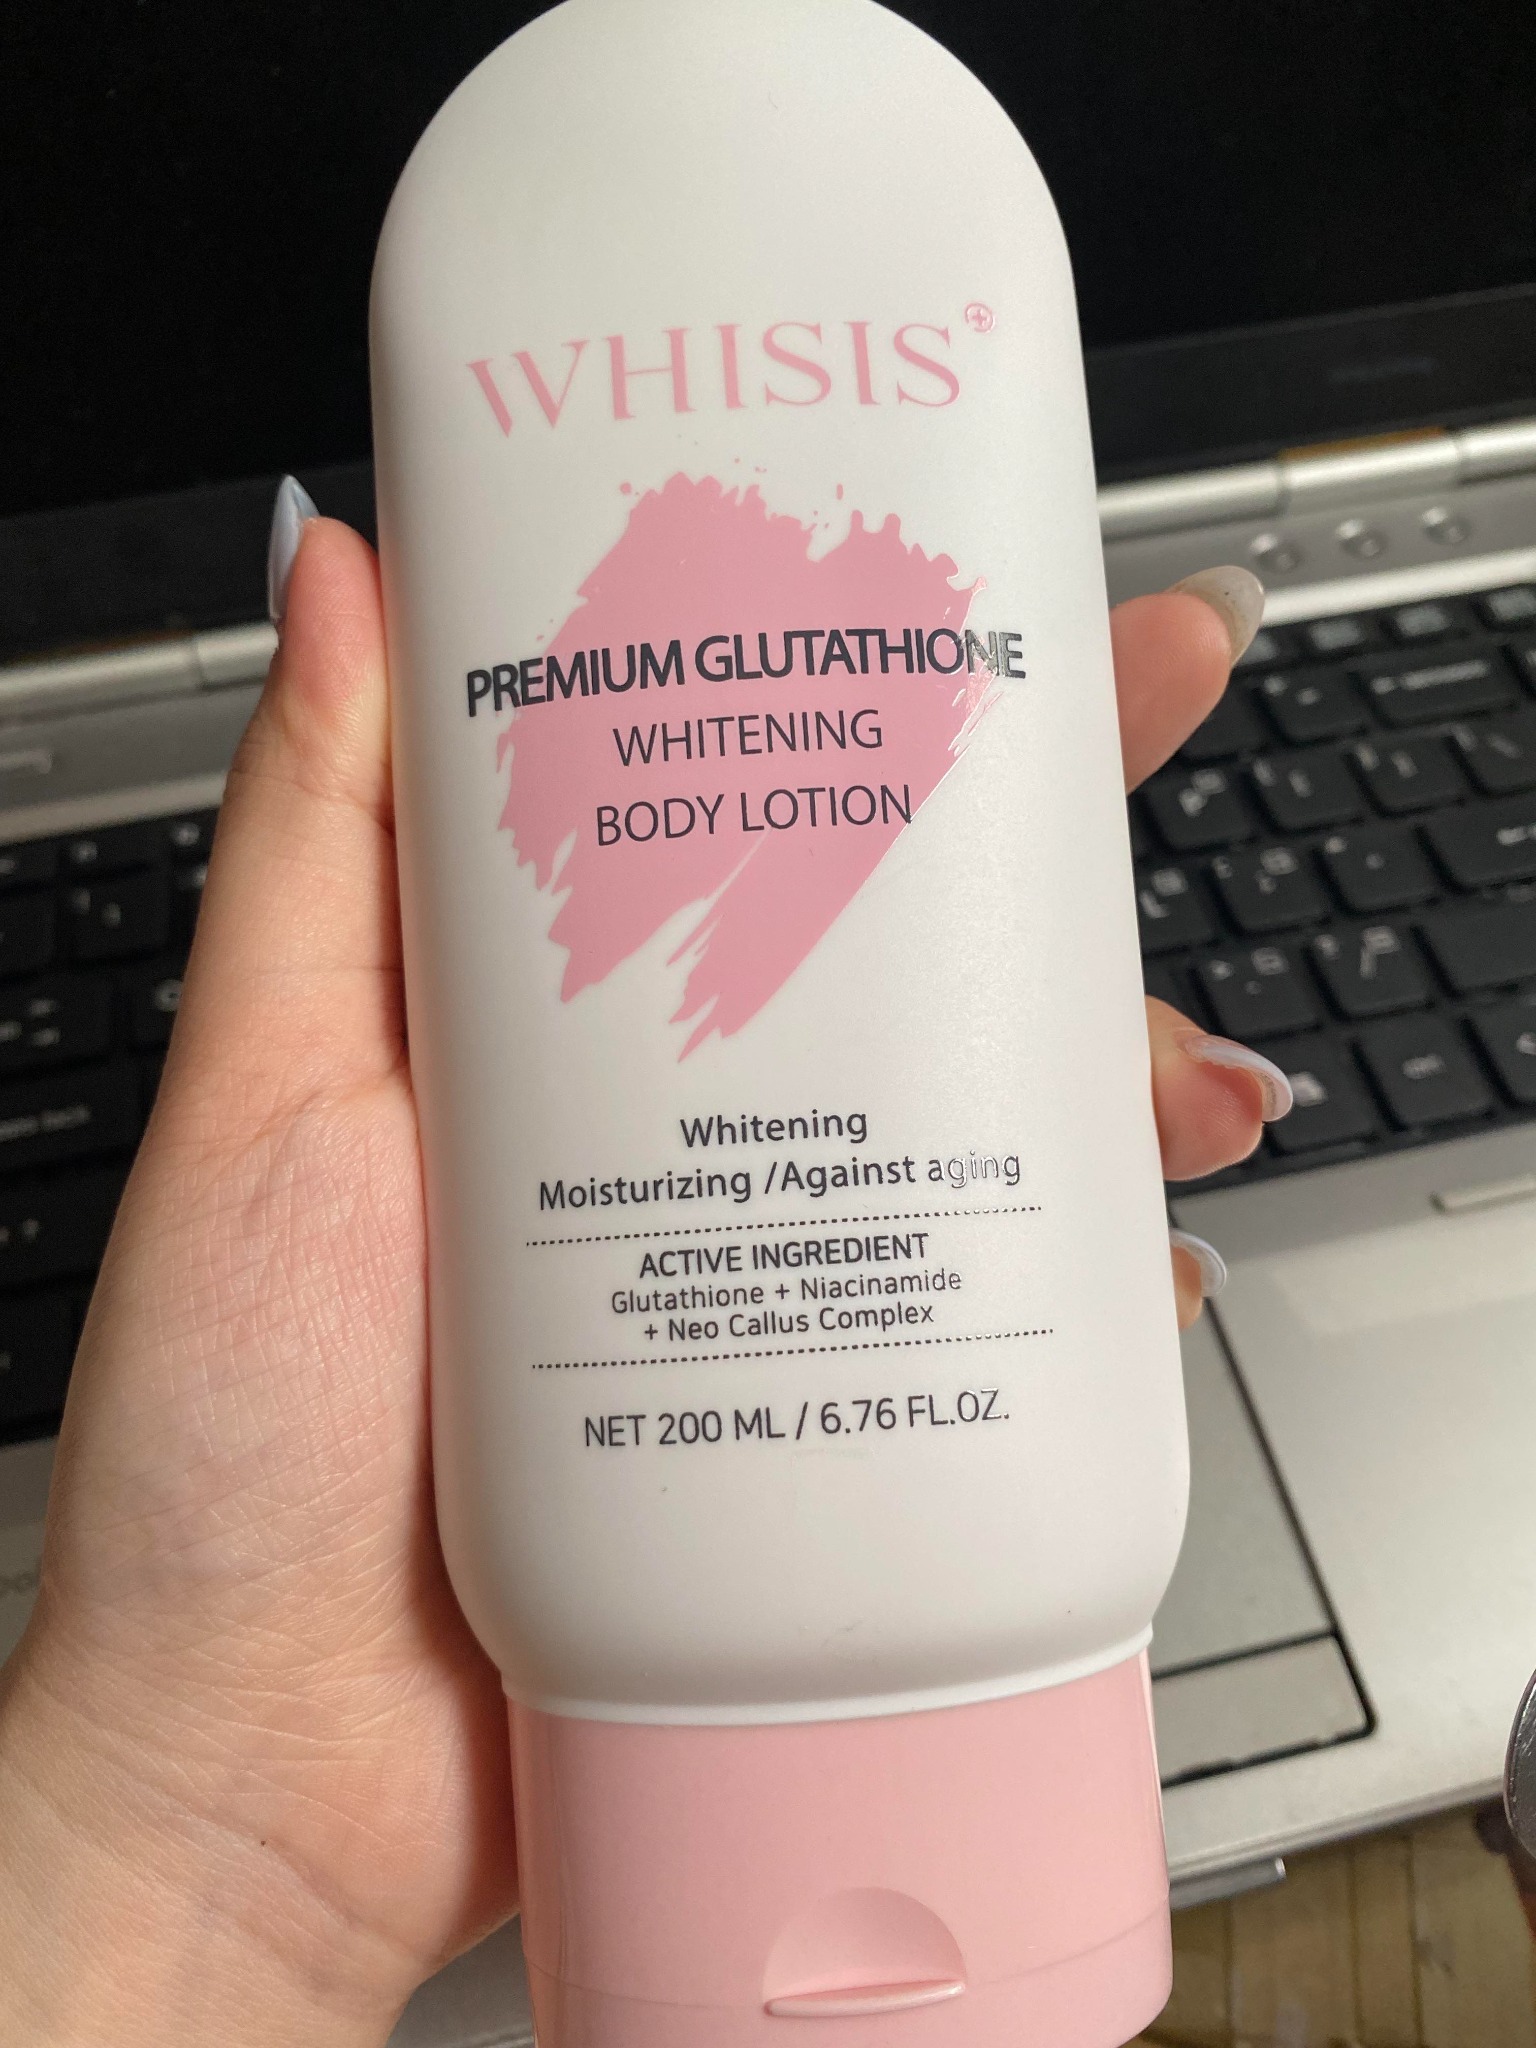 WHISIS
PREMIUM GLUTATHIONE
WHITENING
BODY LOTION
Whitening
Moisturizing /Against aging
ACTIVE INGREDIENT
Glutathione + Niacinamide
+ Neo Callus Complex
NET 200 ML / 6.76 FL.OZ.